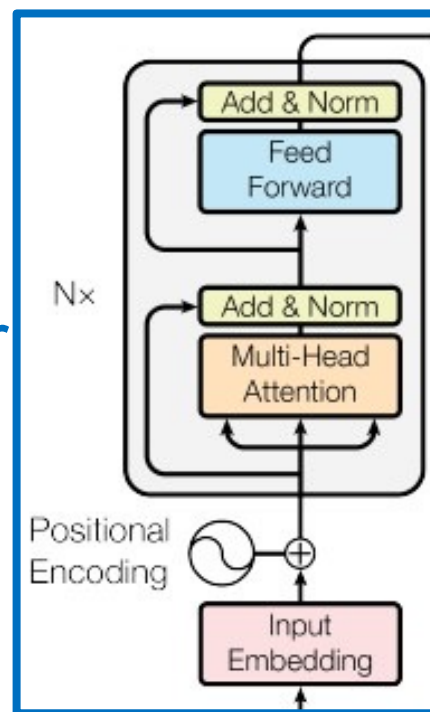 Add & Norm
Feed
Forward
Add & Norm
Nx
Multi-Head
Attention
Positional
Encoding
Input
Embedding